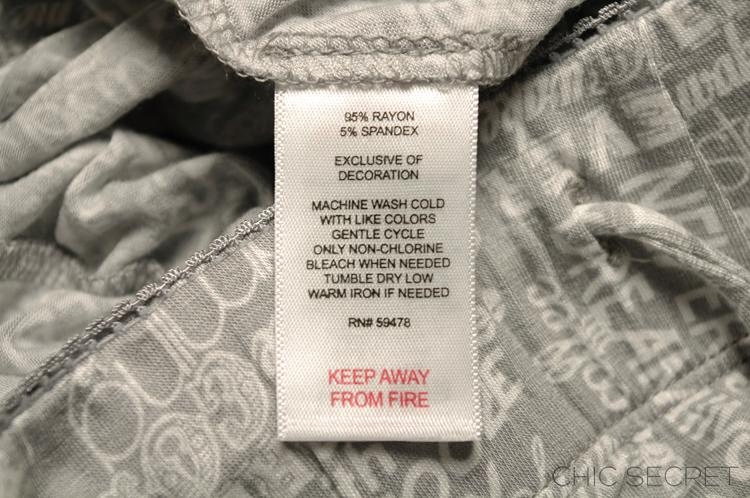 95% RAYON
5% SPANDEX
EXCLUSIVE OF
DECORATION
MACHINE WASH COLD
WITH LIKE COLORS
GENTLE CYCLE
ONLY NON-CHLORINE
BLEACH WHEN NEEDED
TUMBLE DRY LOW
WARM IRON IF NEEDED
RN# 59478
KEEP AWAY
FROM FIRE
CHIC SECRET